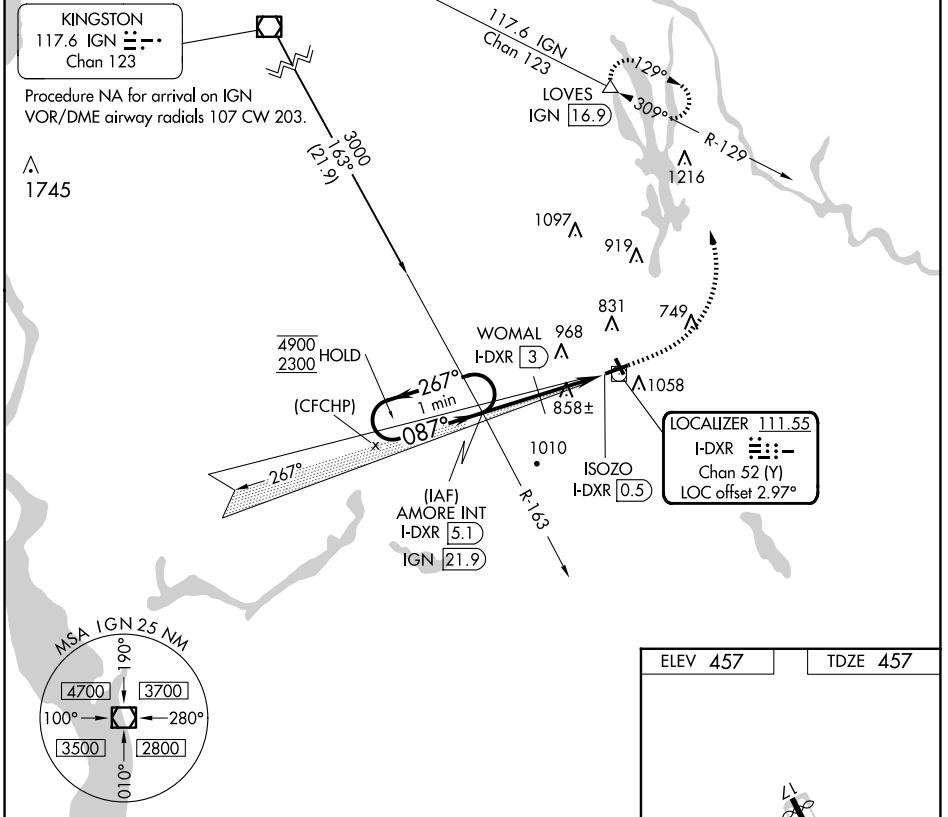 KINGSTON
117.6 IGN
Chan 123
Procedure NA for arrival on IGN
VOR/DME airway radials 107 CW 203.
1745
3000
163°
(21.9)
117.6 IGN
Chan 123
LOVES
IGN 16.9
129°
309°
R-129
1216
1097
919
831
749
WOMAL
I-DXR 3
968
4900
2300
HOLD
267°
1 min
087°
(CFCHP)
267°
858±
1058
1010
ISOZO
I-DXR 0.5
LOCALIZER 111.55
I-DXR
Chan 52 (Y)
LOC offset 2.97°
(IAF)
AMORE INT
I-DXR 5.1
IGN 21.9
R-163
MSA IGN 25 NM
190°
4700
3700
100°
280°
3500
2800
010°
ELEV 457
TDZE 457
17